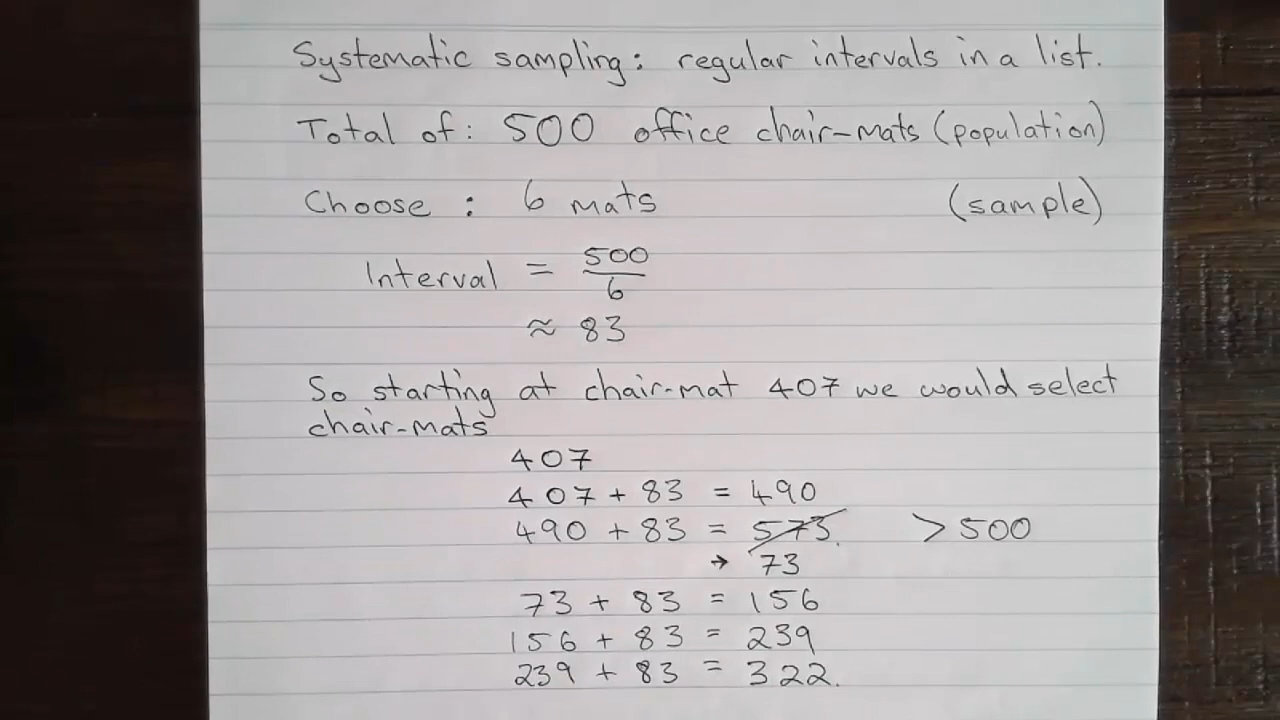 Systematic sampling: regular intervals in a list.
Total of: 500 office chair-mats (population)
Choose : 6 mats (sample)
Interval = 500/6
≈ 83
So starting at chair-mat 407 we would select
chair-mats
407
407 + 83 = 490
490 + 83 = 573. > 500
→ 73
73 + 83 = 156
156 + 83 = 239
239 + 83 = 322.